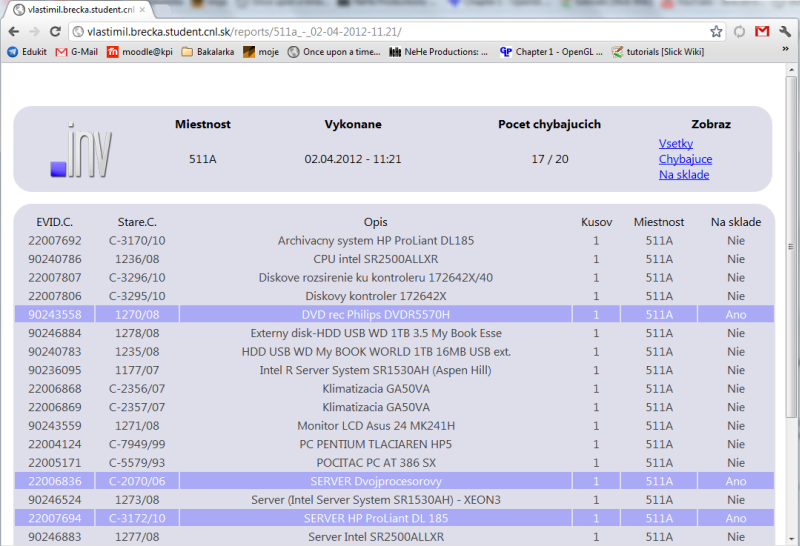 vlastimil.brecka.student.cnl.sk
vlastimil.brecka.student.cnl.sk/reports/511a_-_02-04-2012-11.21/
Edukit G-Mail moodle@kpi Bakalarka moje Once upon a time... NeHe Productions: ... Chapter 1 - OpenGL ... tutorials [Slick Wiki] »
.inv
Miestnost Vykonane Pocet chybajucich Zobraz
511A 02.04.2012 - 11:21 17 / 20 Vsetky
Chybajuce
Na sklade
EVID.C. Stare.C. Opis Kusov Miestnost Na sklade
22007692 C-3170/10 Archivacny system HP ProLiant DL185 1 511A Nie
90240786 1236/08 CPU intel SR2500ALLXR 1 511A Nie
22007807 C-3296/10 Diskove rozsirenie ku kontroleru 172642X/40 1 511A Nie
22007806 C-3295/10 Diskovy kontroler 172642X 1 511A Nie
90243558 1270/08 DVD rec Philips DVDR5570H 1 511A Ano
90246884 1278/08 Externy disk-HDD USB WD 1TB 3.5 My Book Esse 1 511A Nie
90240783 1235/08 HDD USB WD My BOOK WORLD 1TB 16MB USB ext. 1 511A Nie
90236095 1177/07 Intel R Server System SR1530AH (Aspen Hill) 1 511A Nie
22006868 C-2356/07 Klimatizacia GA50VA 1 511A Nie
22006869 C-2357/07 Klimatizacia GA50VA 1 511A Nie
90243559 1271/08 Monitor LCD Asus 24 MK241H 1 511A Nie
22004124 C-7949/99 PC PENTIUM TLACIAREN HP5 1 511A Nie
22005171 C-5579/93 POCITAC PC AT 386 SX 1 511A Nie
22006836 C-2070/06 SERVER Dvojprocesorovy 1 511A Ano
90246524 1273/08 Server (Intel Server System SR1530AH) - XEON3 1 511A Nie
22007694 C-3172/10 SERVER HP ProLiant DL 185 1 511A Ano
90246883 1277/08 Server Intel SR2500ALLXR 1 511A Nie